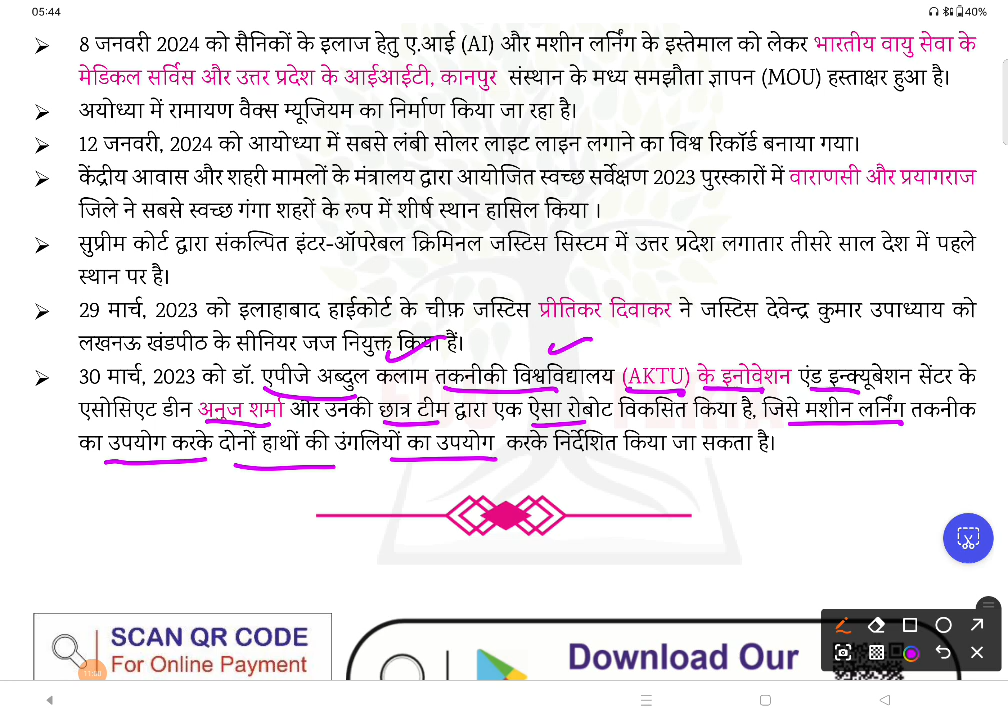 05:44
40%
➢ 8 जनवरी 2024 को सैनिकों के इलाज हेतु ए.आई (AI) और मशीन लर्निंग के इस्तेमाल को लेकर भारतीय वायु सेवा के
मेडिकल सर्विस और उत्तर प्रदेश के आईआईटी, कानपुर संस्थान के मध्य समझौता ज्ञापन (MOU) हस्ताक्षर हुआ है।
➢ अयोध्या में रामायण वैक्स म्यूजियम का निर्माण किया जा रहा है।
➢ 12 जनवरी, 2024 को आयोध्या में सबसे लंबी सोलर लाइट लाइन लगाने का विश्व रिकॉर्ड बनाया गया।
➢ केंद्रीय आवास और शहरी मामलों के मंत्रालय द्वारा आयोजित स्वच्छ सर्वेक्षण 2023 पुरस्कारों में वाराणसी और प्रयागराज
जिले ने सबसे स्वच्छ गंगा शहरों के रूप में शीर्ष स्थान हासिल किया ।
➢ सुप्रीम कोर्ट द्वारा संकल्पित इंटर-ऑपरेबल क्रिमिनल जस्टिस सिस्टम में उत्तर प्रदेश लगातार तीसरे साल देश में पहले
स्थान पर है।
➢ 29 मार्च, 2023 को इलाहाबाद हाईकोर्ट के चीफ़ जस्टिस प्रीतिकर दिवाकर ने जस्टिस देवेन्द्र कुमार उपाध्याय को
लखनऊ खंडपीठ के सीनियर जज नियुक्त किया हैं।
➢ 30 मार्च, 2023 को डॉ. एपीजे अब्दुल कलाम तकनीकी विश्वविद्यालय (AKTU) के इनोवेशन एंड इन्क्यूबेशन सेंटर के
एसोसिएट डीन अनुज शर्मा और उनकी छात्र टीम द्वारा एक ऐसा रोबोट विकसित किया है, जिसे मशीन लर्निंग तकनीक
का उपयोग करके दोनों हाथों की उंगलियों का उपयोग करके निर्देशित किया जा सकता है।
SCAN QR CODE
For Online Payment
Download Our